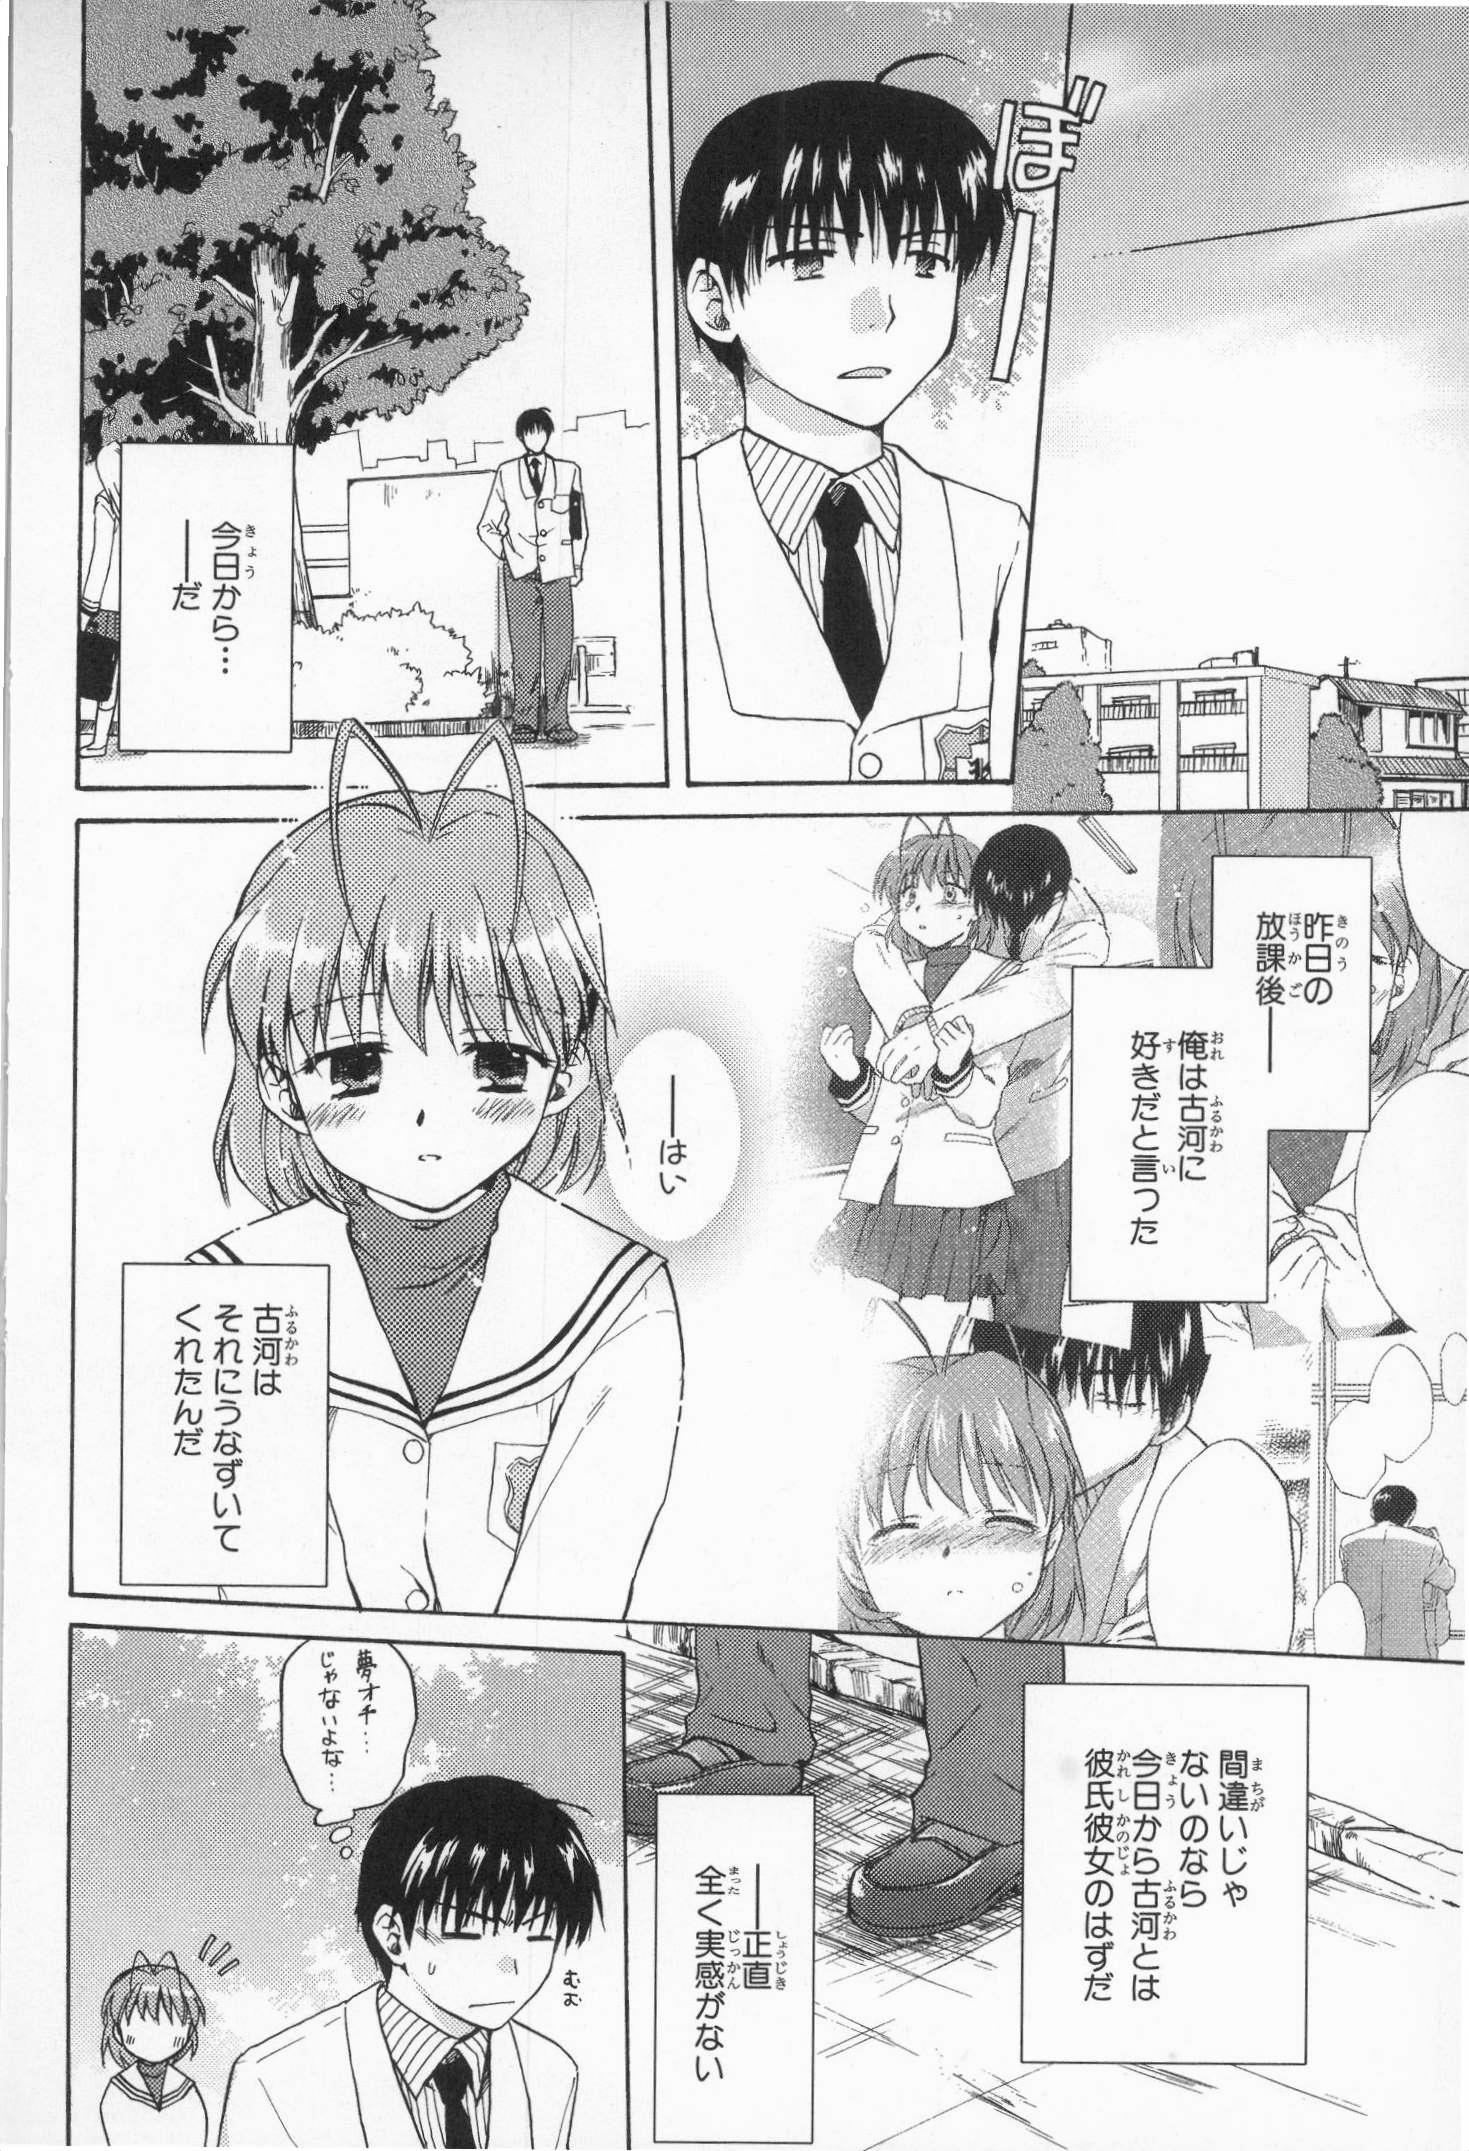 ぼー
今日から…
――だ
昨日の
放課後――
俺は古河に
好きだと言った
――はい
古河は
それにうなずいて
くれたんだ
間違いじゃ
ないのなら
今日から古河とは
彼氏彼女のはずだ
――正直
全く実感がない
夢オチ…
じゃないよな…
むむ